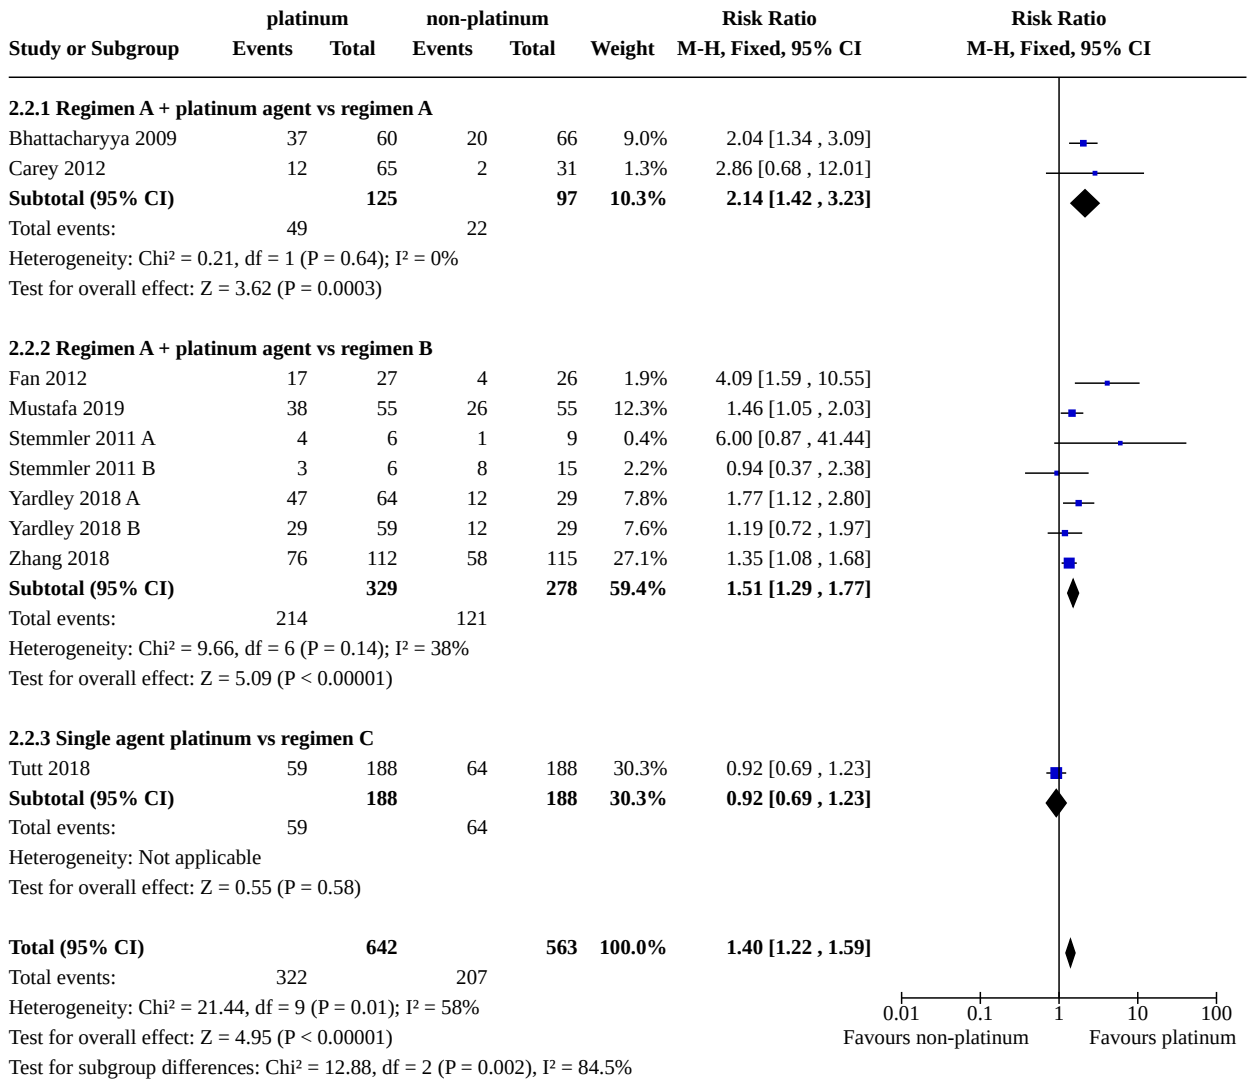 platinum non-platinum Risk Ratio Risk Ratio
Study or Subgroup Events Total Events Total Weight M-H, Fixed, 95% CI M-H, Fixed, 95% CI
2.2.1 Regimen A + platinum agent vs regimen A
Bhattacharyya 2009 37 60 20 66 9.0% 2.04 [1.34 , 3.09]
Carey 2012 12 65 2 31 1.3% 2.86 [0.68 , 12.01]
Subtotal (95% CI) 125 97 10.3% 2.14 [1.42 , 3.23]
Total events: 49 22
Heterogeneity: Chi² = 0.21, df = 1 (P = 0.64); I² = 0%
Test for overall effect: Z = 3.62 (P = 0.0003)
2.2.2 Regimen A + platinum agent vs regimen B
Fan 2012 17 27 4 26 1.9% 4.09 [1.59 , 10.55]
Mustafa 2019 38 55 26 55 12.3% 1.46 [1.05 , 2.03]
Stemmler 2011 A 4 6 1 9 0.4% 6.00 [0.87 , 41.44]
Stemmler 2011 B 3 6 8 15 2.2% 0.94 [0.37 , 2.38]
Yardley 2018 A 47 64 12 29 7.8% 1.77 [1.12 , 2.80]
Yardley 2018 B 29 59 12 29 7.6% 1.19 [0.72 , 1.97]
Zhang 2018 76 112 58 115 27.1% 1.35 [1.08 , 1.68]
Subtotal (95% CI) 329 278 59.4% 1.51 [1.29 , 1.77]
Total events: 214 121
Heterogeneity: Chi² = 9.66, df = 6 (P = 0.14); I² = 38%
Test for overall effect: Z = 5.09 (P < 0.00001)
2.2.3 Single agent platinum vs regimen C
Tutt 2018 59 188 64 188 30.3% 0.92 [0.69 , 1.23]
Subtotal (95% CI) 188 188 30.3% 0.92 [0.69 , 1.23]
Total events: 59 64
Heterogeneity: Not applicable
Test for overall effect: Z = 0.55 (P = 0.58)
Total (95% CI) 642 563 100.0% 1.40 [1.22 , 1.59]
Total events: 322 207
Heterogeneity: Chi² = 21.44, df = 9 (P = 0.01); I² = 58%
0.01 0.1 1 10 100
Test for overall effect: Z = 4.95 (P < 0.00001)
Favours non-platinum Favours platinum
Test for subgroup differences: Chi² = 12.88, df = 2 (P = 0.002), I² = 84.5%